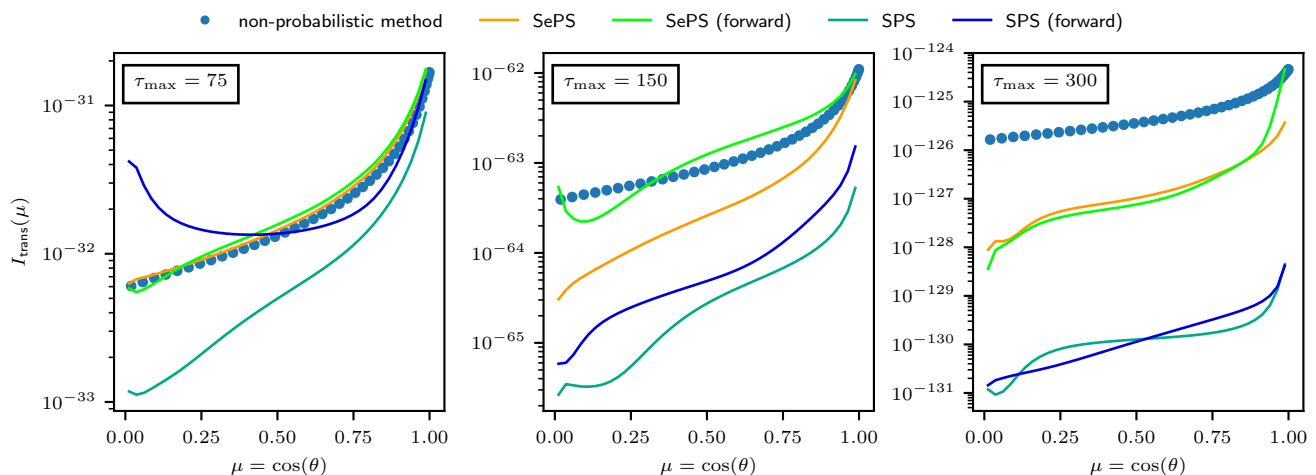 non-probabilistic method SePS SePS (forward) SPS SPS (forward)
τmax = 75
τmax = 150
τmax = 300
Itrans(μ)
10⁻³¹
10⁻³²
10⁻³³
10⁻⁶²
10⁻⁶³
10⁻⁶⁴
10⁻⁶⁵
10⁻¹²⁴
10⁻¹²⁵
10⁻¹²⁶
10⁻¹²⁷
10⁻¹²⁸
10⁻¹²⁹
10⁻¹³⁰
10⁻¹³¹
0.00 0.25 0.50 0.75 1.00
0.00 0.25 0.50 0.75 1.00
0.00 0.25 0.50 0.75 1.00
μ = cos(θ)
μ = cos(θ)
μ = cos(θ)